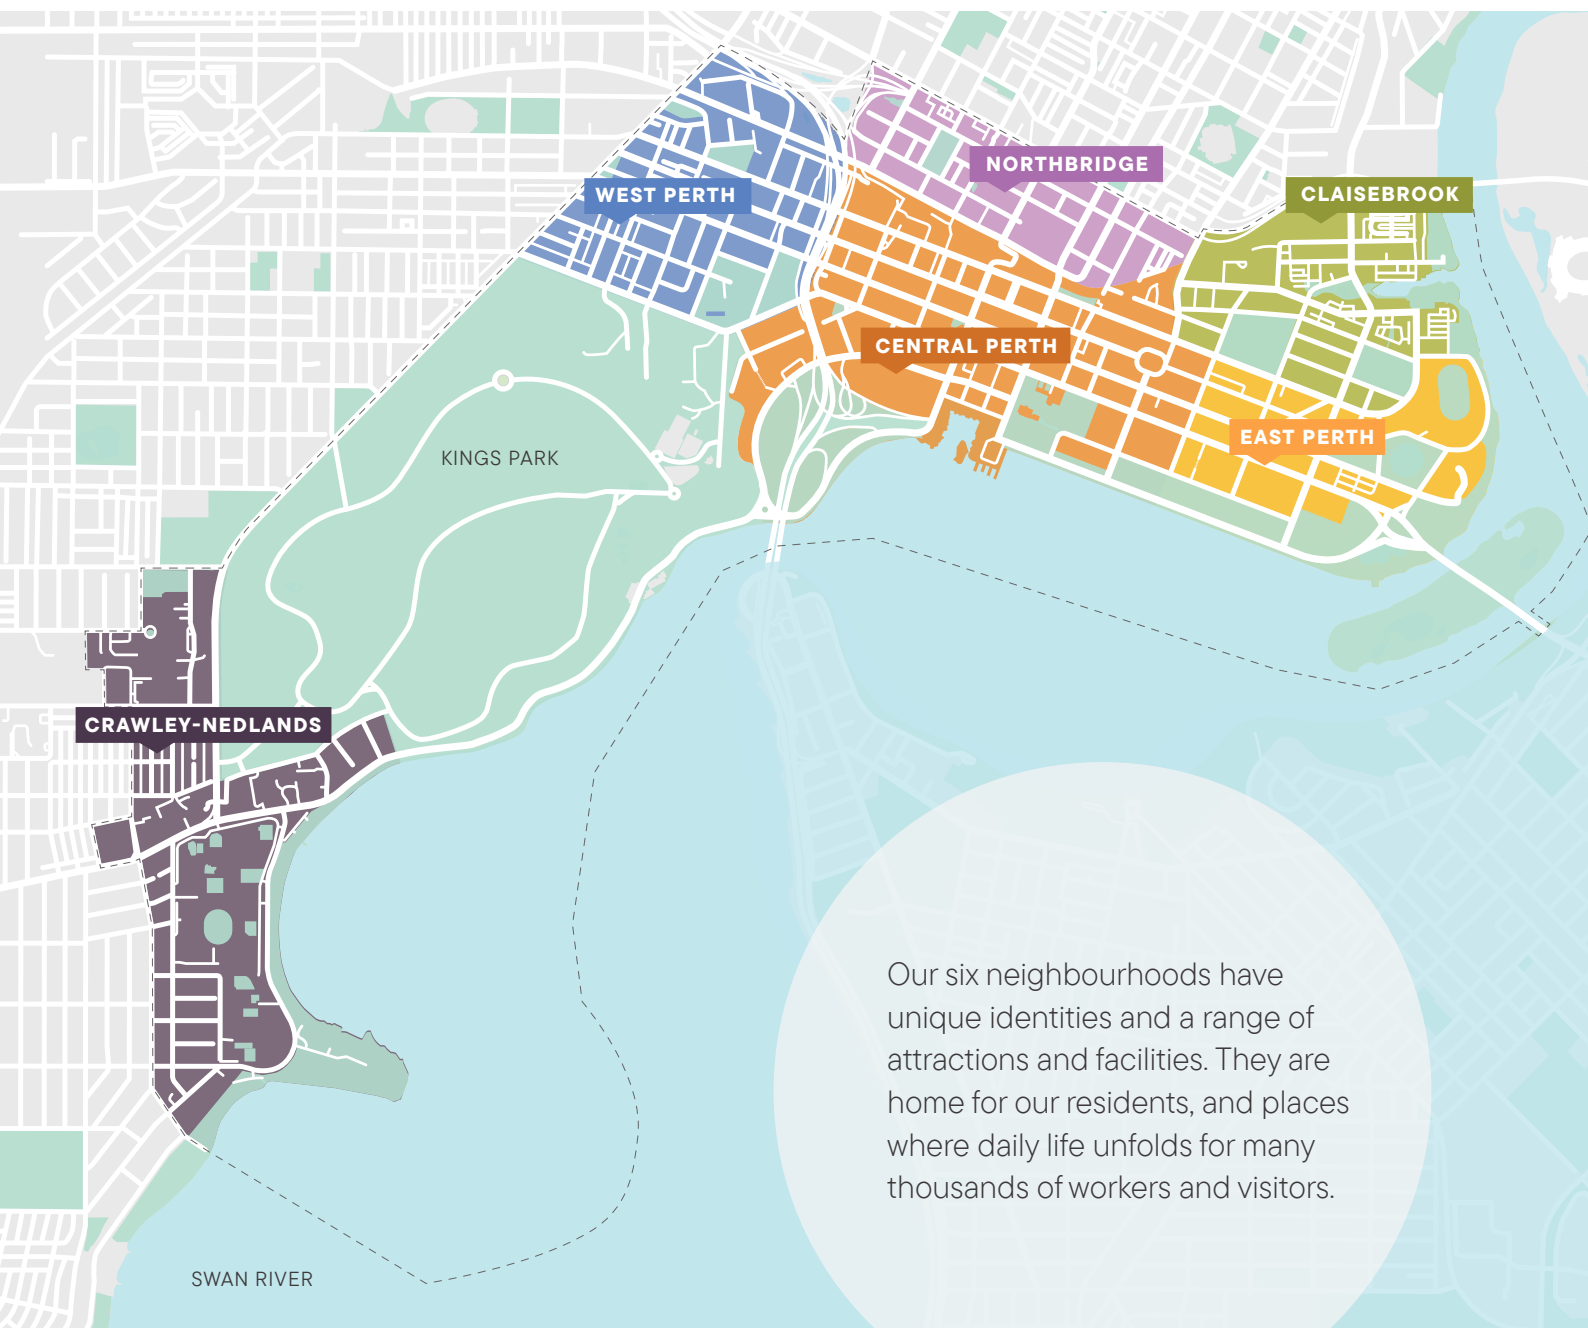 NORTHBRIDGE
WEST PERTH
CLAISEBROOK
CENTRAL PERTH
EAST PERTH
KINGS PARK
CRAWLEY-NEDLANDS
Our six neighbourhoods have
unique identities and a range of
attractions and facilities. They are
home for our residents, and places
where daily life unfolds for many
thousands of workers and visitors.
SWAN RIVER